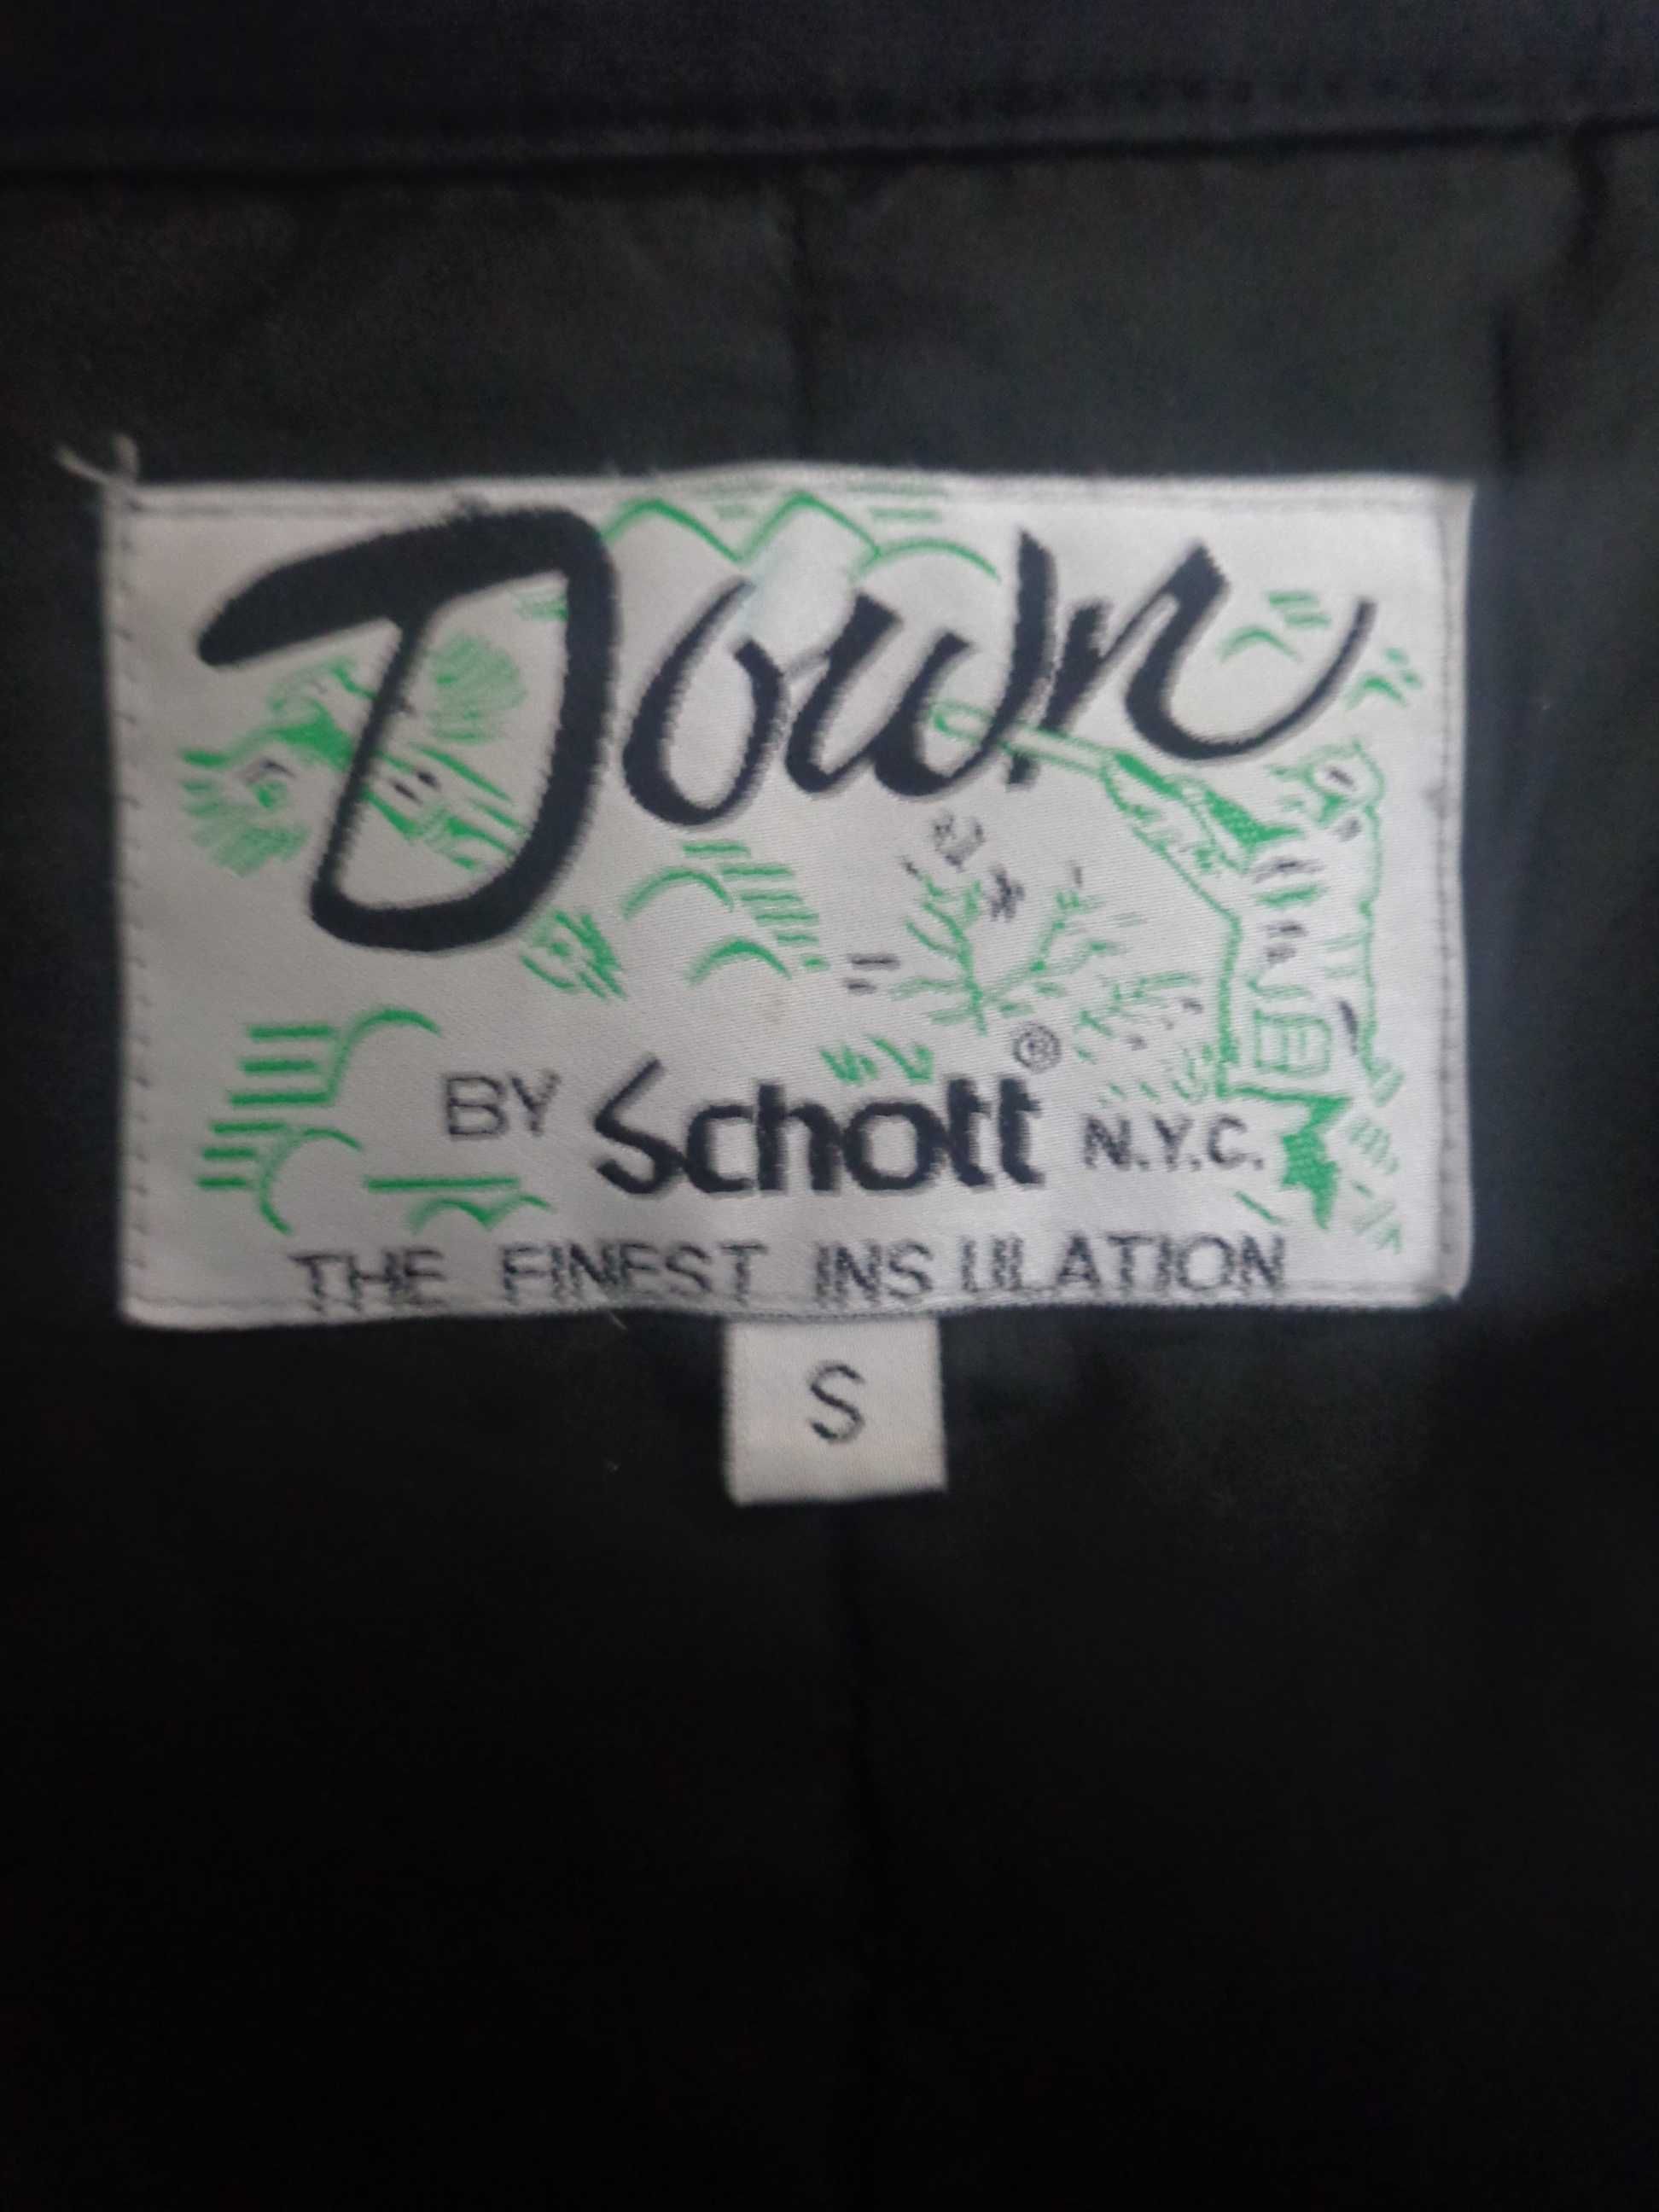 Down
BY Schott ® N.Y.C.
THE FINEST INSULATION
S